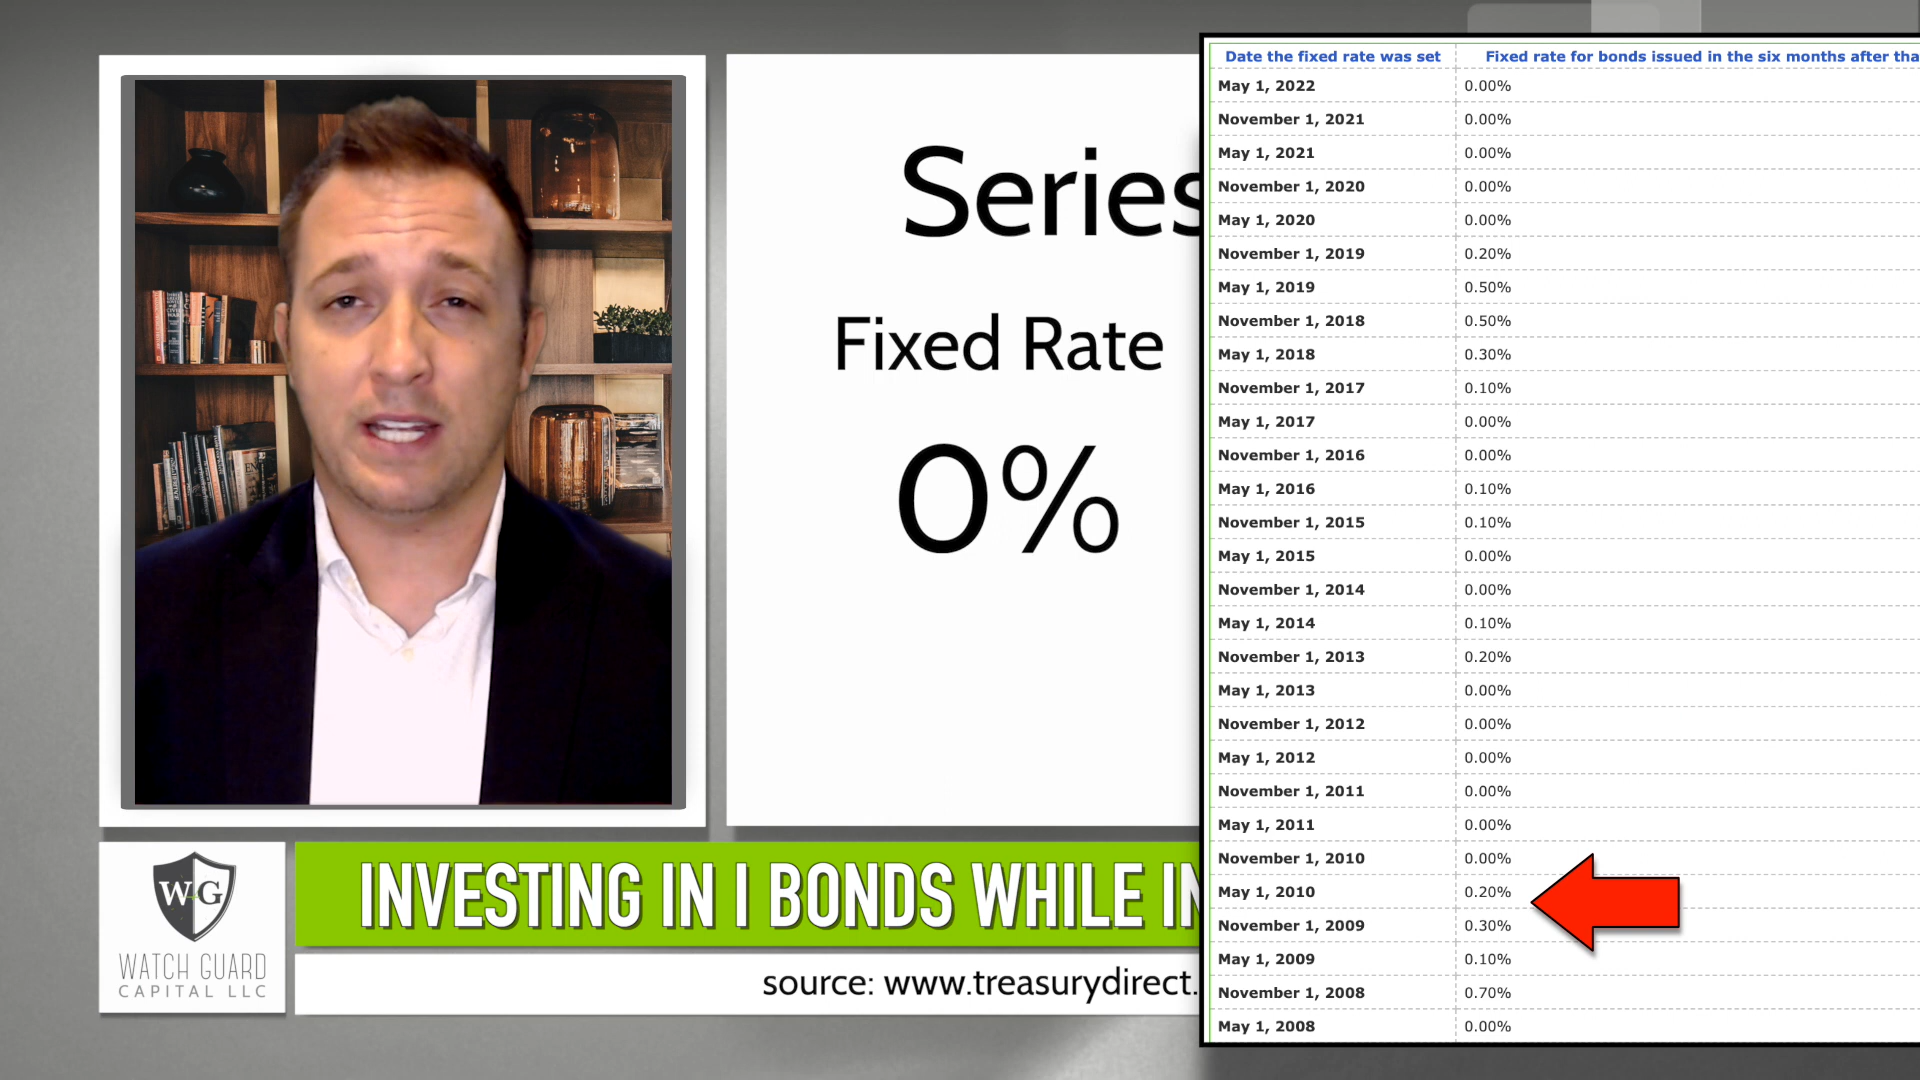 Series
Fixed Rate
0%
Date the fixed rate was set Fixed rate for bonds issued in the six months after tha
May 1, 2022 0.00%
November 1, 2021 0.00%
May 1, 2021 0.00%
November 1, 2020 0.00%
May 1, 2020 0.00%
November 1, 2019 0.20%
May 1, 2019 0.50%
November 1, 2018 0.50%
May 1, 2018 0.30%
November 1, 2017 0.10%
May 1, 2017 0.00%
November 1, 2016 0.00%
May 1, 2016 0.10%
November 1, 2015 0.10%
May 1, 2015 0.00%
November 1, 2014 0.00%
May 1, 2014 0.10%
November 1, 2013 0.20%
May 1, 2013 0.00%
November 1, 2012 0.00%
May 1, 2012 0.00%
November 1, 2011 0.00%
May 1, 2011 0.00%
November 1, 2010 0.00%
May 1, 2010 0.20%
November 1, 2009 0.30%
May 1, 2009 0.10%
November 1, 2008 0.70%
May 1, 2008 0.00%
WG
WATCH GUARD
CAPITAL LLC
INVESTING IN I BONDS WHILE IN
source: www.treasurydirect.